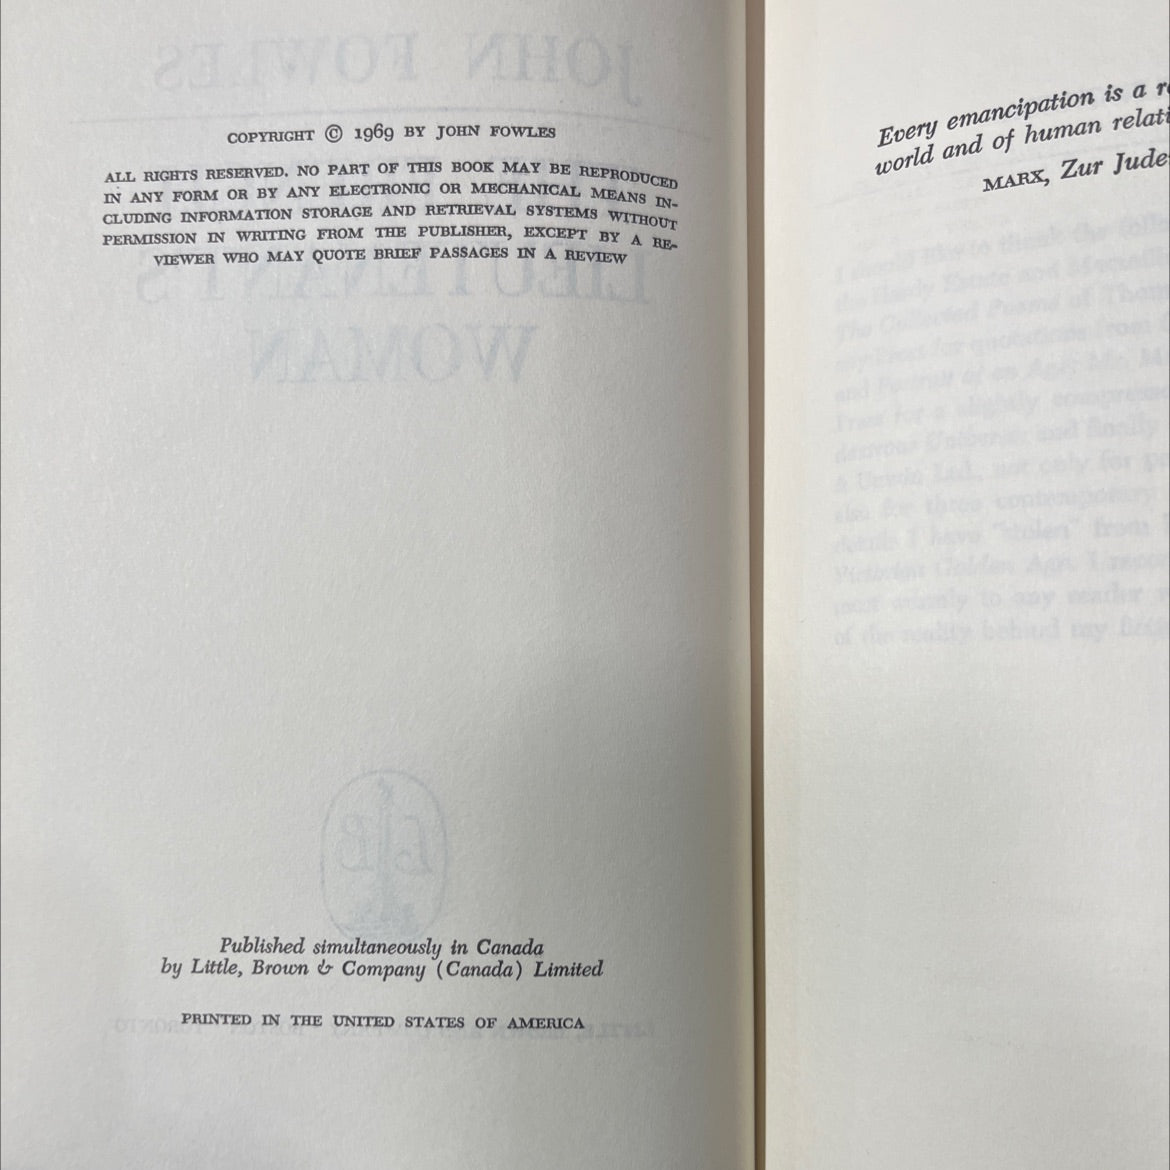 COPYRIGHT © 1969 BY JOHN FOWLES
ALL RIGHTS RESERVED. NO PART OF THIS BOOK MAY BE REPRODUCED
IN ANY FORM OR BY ANY ELECTRONIC OR MECHANICAL MEANS IN-
CLUDING INFORMATION STORAGE AND RETRIEVAL SYSTEMS WITHOUT
PERMISSION IN WRITING FROM THE PUBLISHER, EXCEPT BY A RE-
VIEWER WHO MAY QUOTE BRIEF PASSAGES IN A REVIEW
Published simultaneously in Canada
by Little, Brown & Company (Canada) Limited
PRINTED IN THE UNITED STATES OF AMERICA
Every emancipation is a
world and of human
MARX, Zur